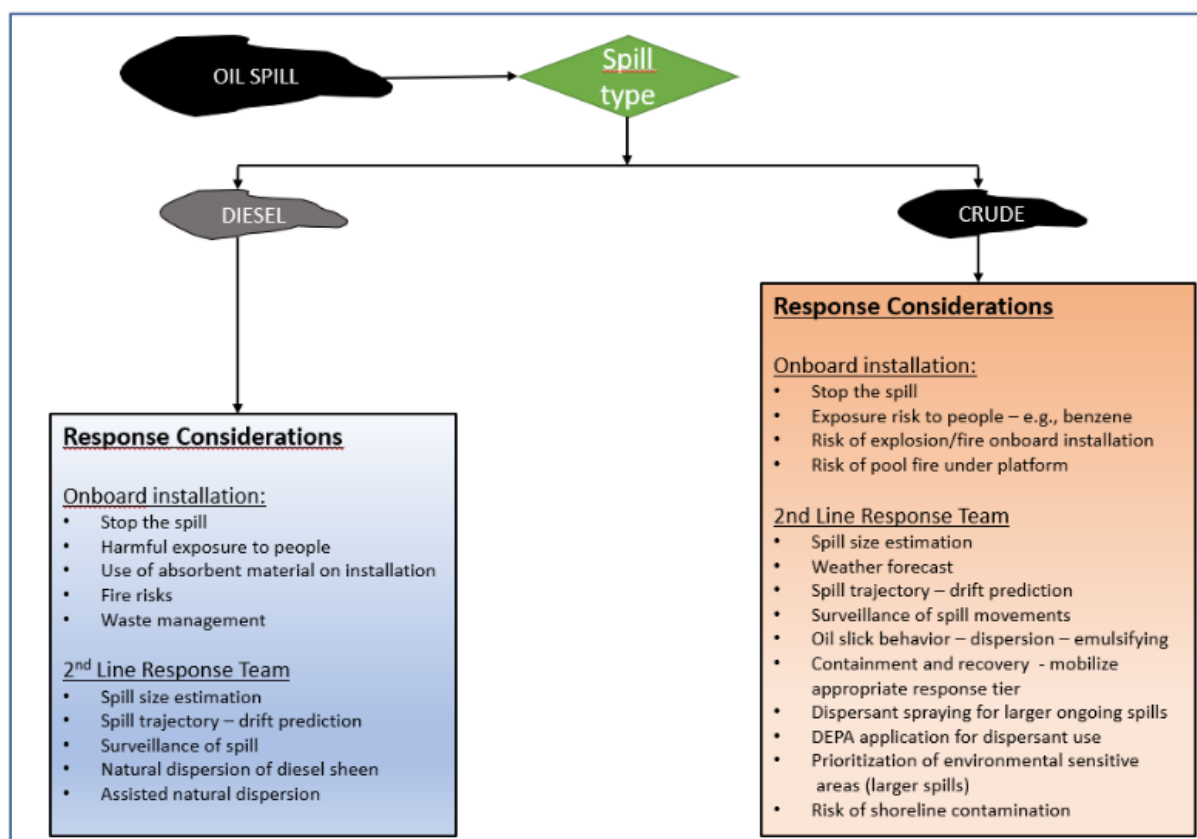 OIL SPILL
Spill
type
DIESEL
CRUDE
Response Considerations
Onboard installation:
• Stop the spill
• Harmful exposure to people
• Use of absorbent material on installation
• Fire risks
• Waste management
2nd Line Response Team
• Spill size estimation
• Spill trajectory – drift prediction
• Surveillance of spill
• Natural dispersion of diesel sheen
• Assisted natural dispersion
Response Considerations
Onboard installation:
• Stop the spill
• Exposure risk to people – e.g., benzene
• Risk of explosion/fire onboard installation
• Risk of pool fire under platform
2nd Line Response Team
• Spill size estimation
• Weather forecast
• Spill trajectory – drift prediction
• Surveillance of spill movements
• Oil slick behavior – dispersion – emulsifying
• Containment and recovery - mobilize
appropriate response tier
• Dispersant spraying for larger ongoing spills
• DEPA application for dispersant use
• Prioritization of environmental sensitive
areas (larger spills)
• Risk of shoreline contamination